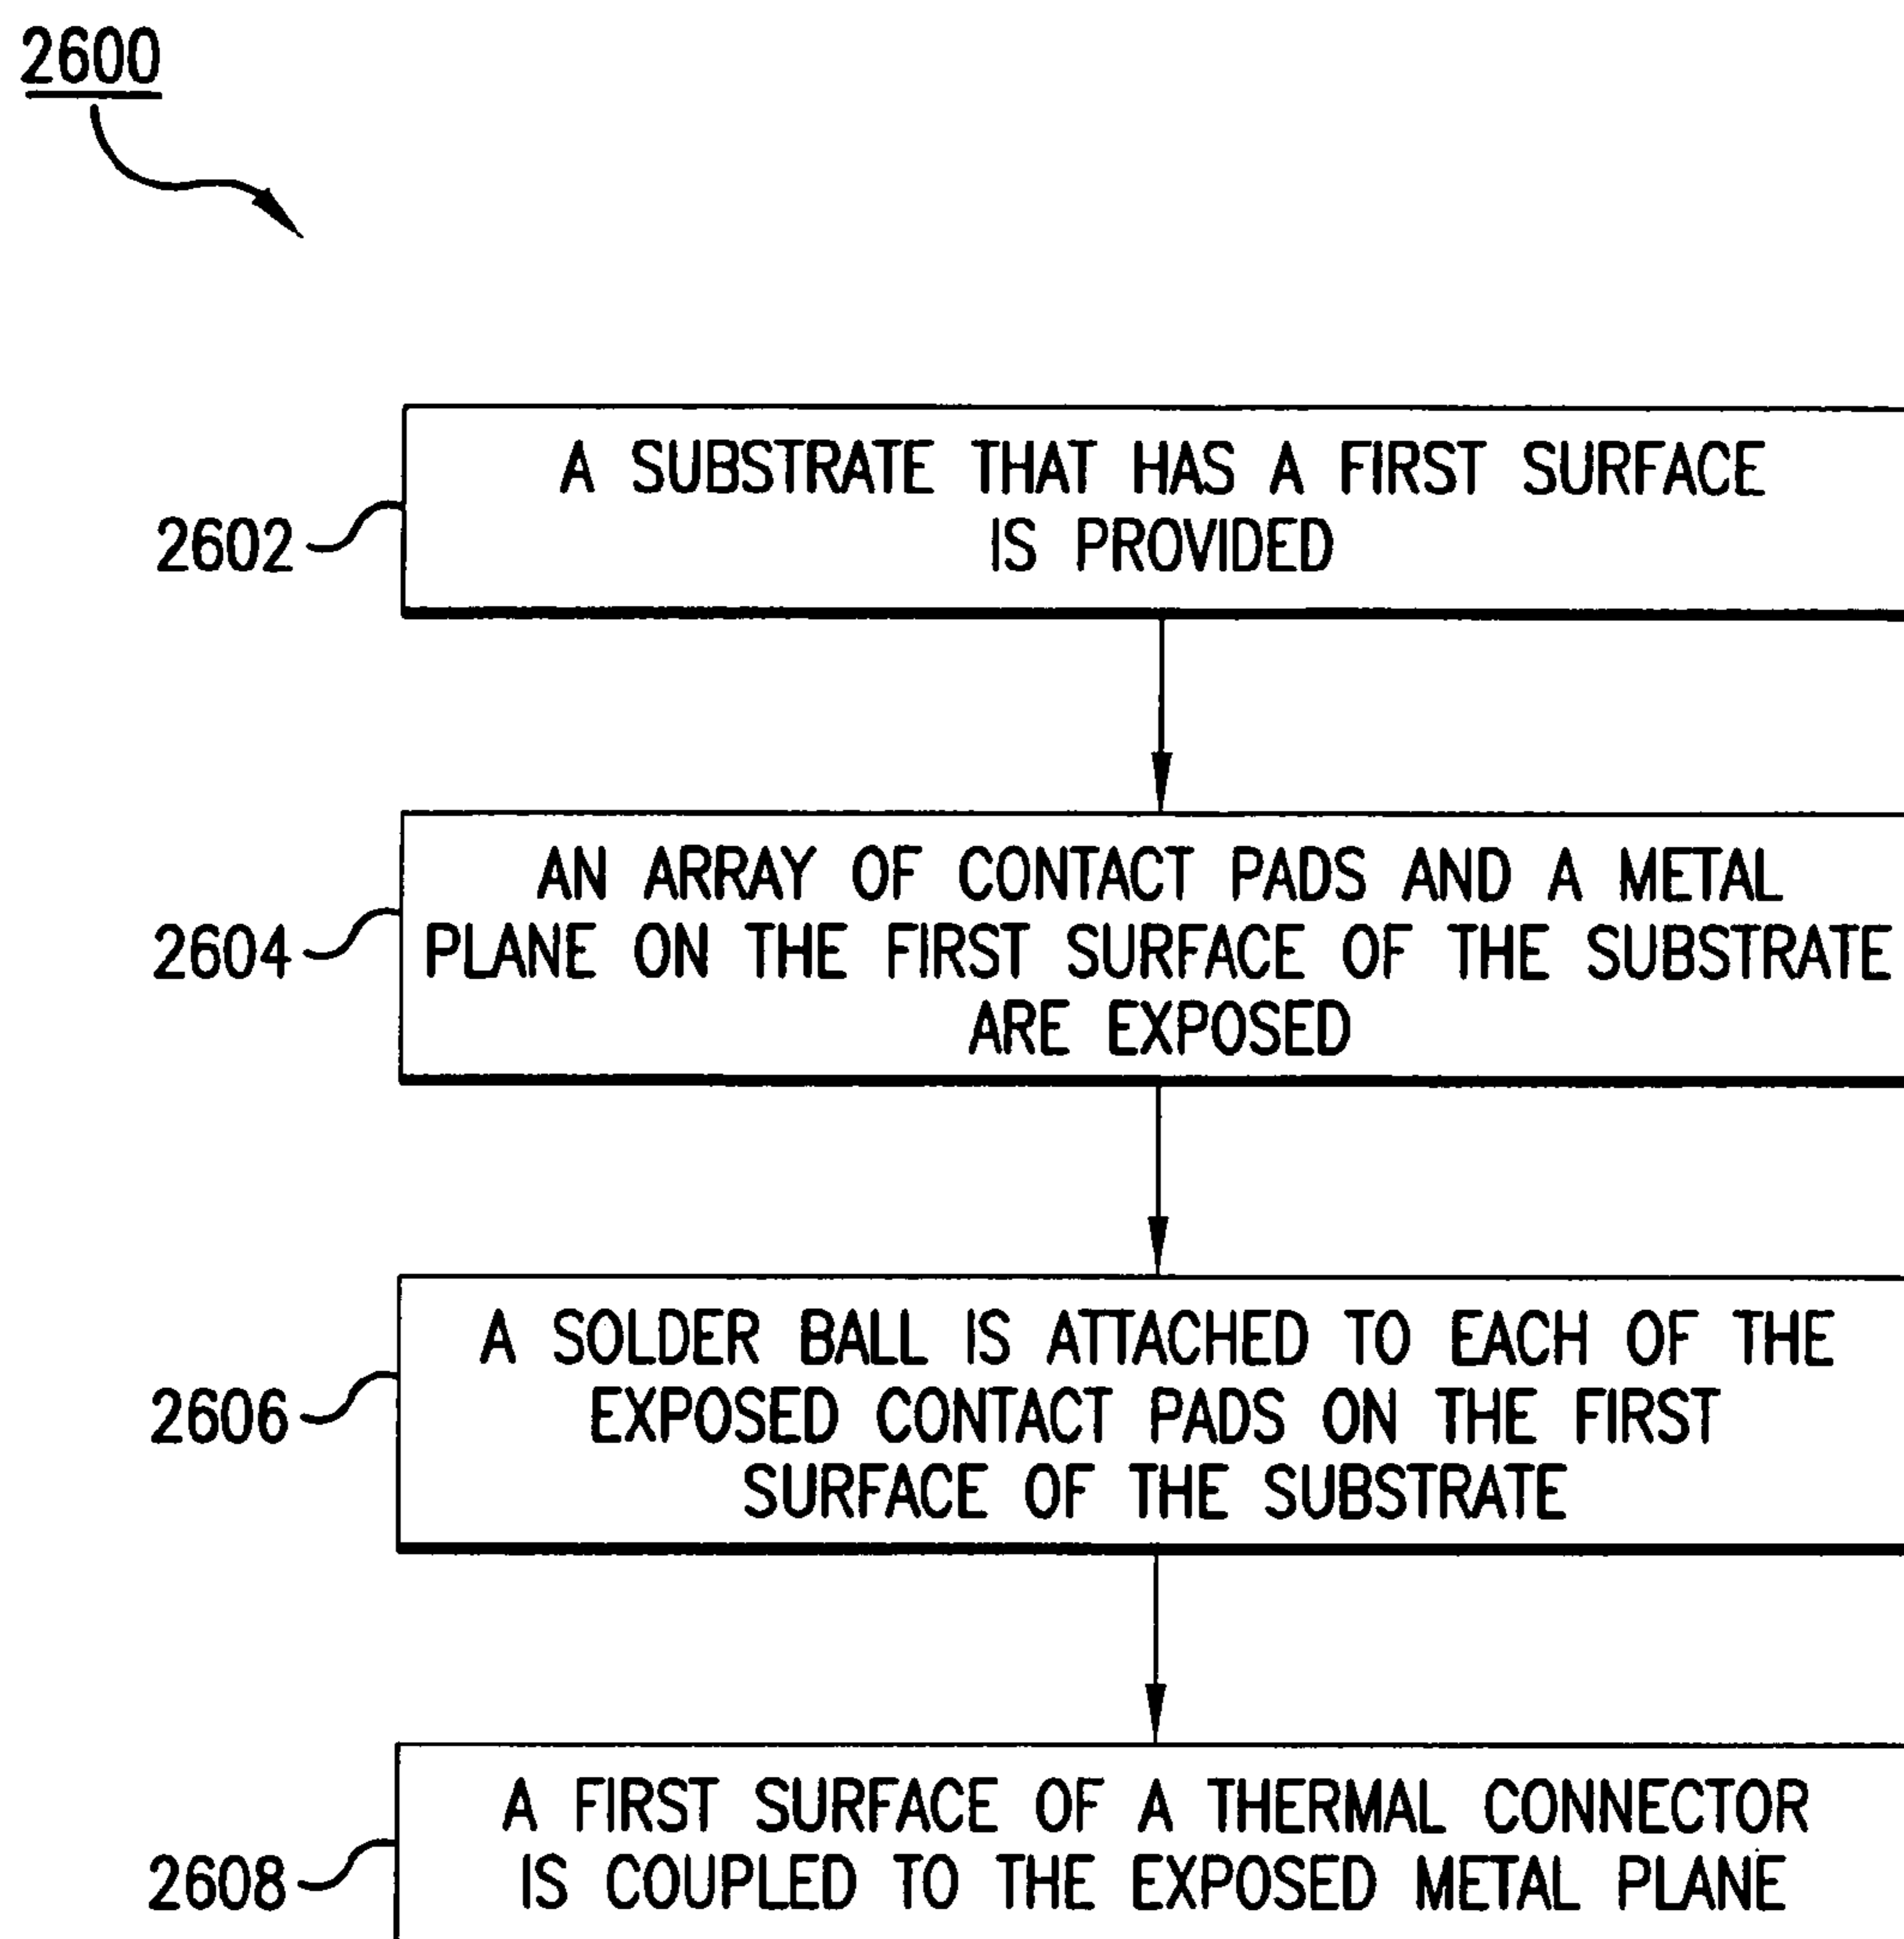 2600
A SUBSTRATE THAT HAS A FIRST SURFACE
IS PROVIDED
2602
AN ARRAY OF CONTACT PADS AND A METAL
PLANE ON THE FIRST SURFACE OF THE SUBSTRATE
ARE EXPOSED
2604
A SOLDER BALL IS ATTACHED TO EACH OF THE
EXPOSED CONTACT PADS ON THE FIRST
SURFACE OF THE SUBSTRATE
2606
A FIRST SURFACE OF A THERMAL CONNECTOR
IS COUPLED TO THE EXPOSED METAL PLANE
2608